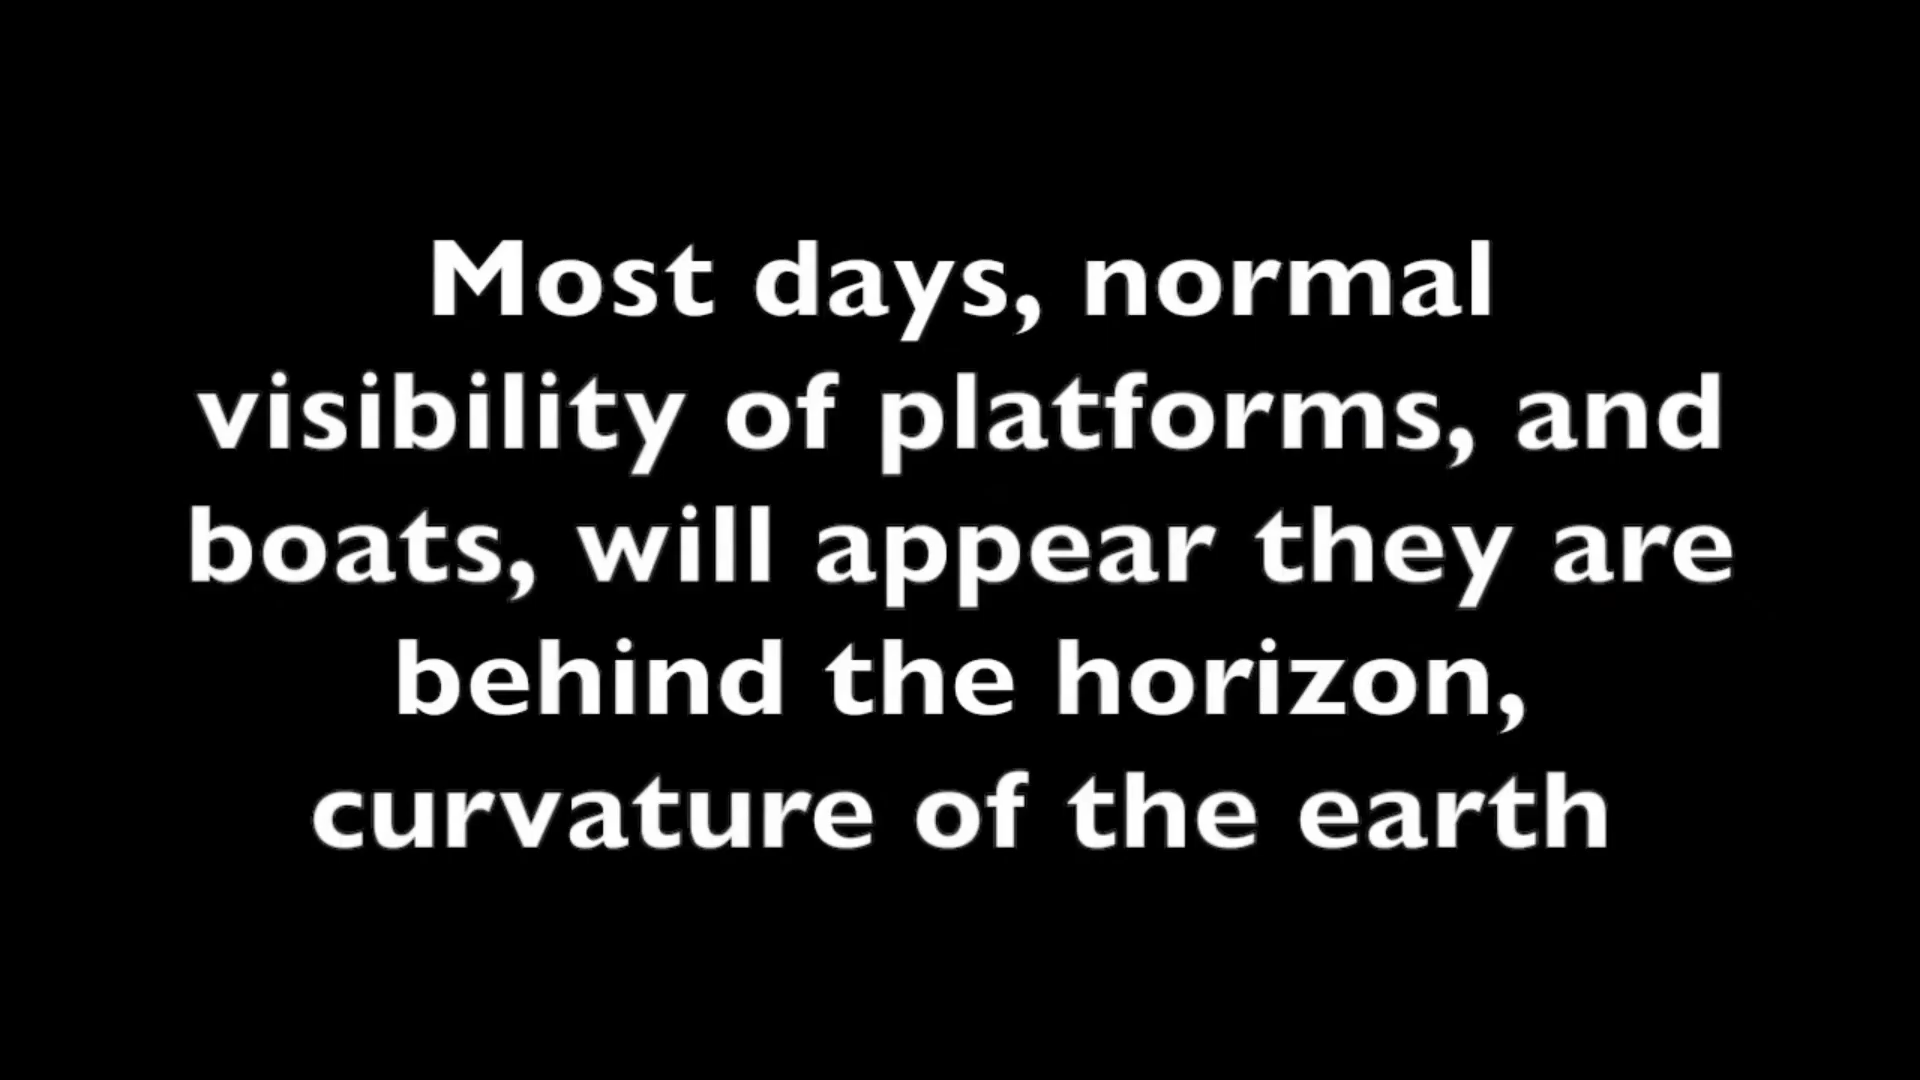 Most days, normal
visibility of platforms, and
boats, will appear they are
behind the horizon,
curvature of the earth